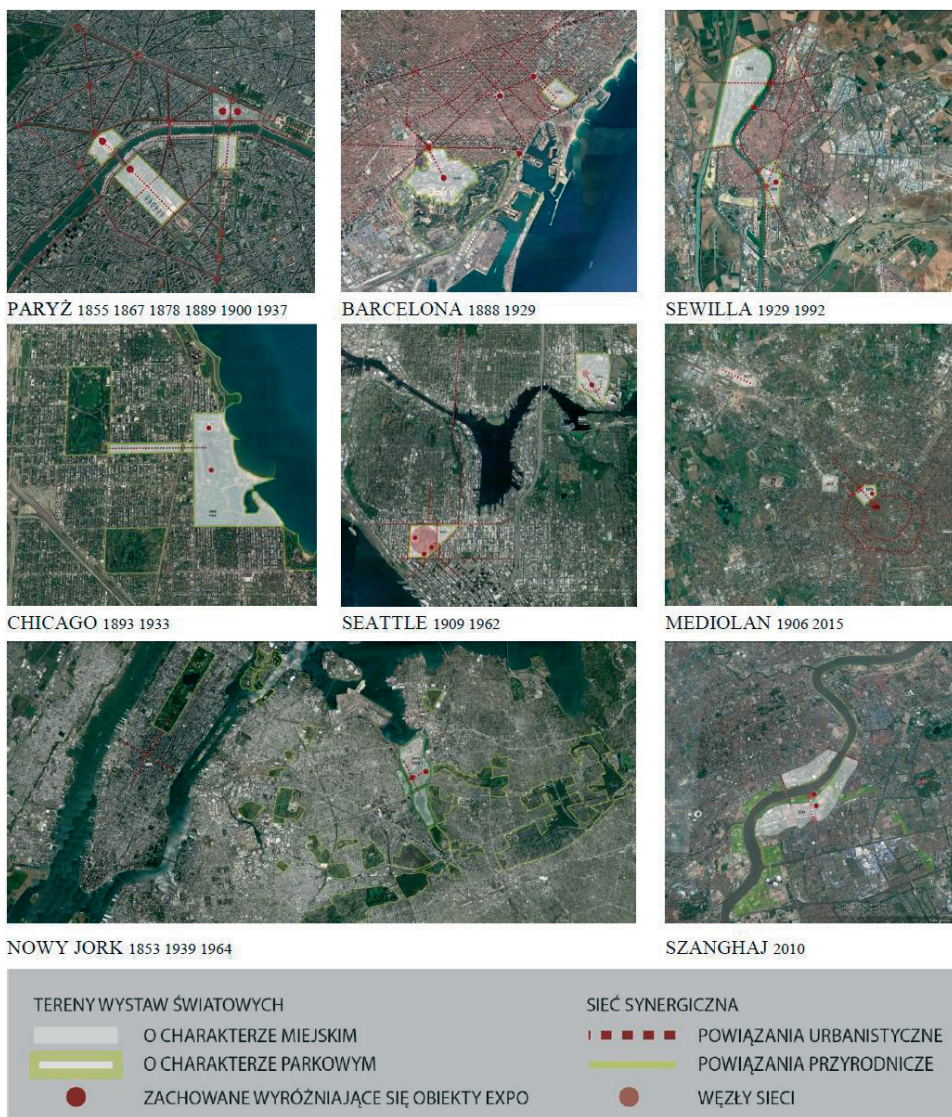 PARYŻ 1855 1867 1878 1889 1900 1937
BARCELONA 1888 1929
SEWILLA 1929 1992
CHICAGO 1893 1933
SEATTLE 1909 1962
MEDIOLAN 1906 2015
NOWY JORK 1853 1939 1964
SZANGHAJ 2010
TERENY WYSTAW ŚWIATOWYCH
O CHARAKTERZE MIEJSKIM
O CHARAKTERZE PARKOWYM
ZACHOWANE WYRÓŻNIAJĄCE SIĘ OBIEKTY EXPO
SIEĆ SYNERGICZNA
POWIĄZANIA URBANISTYCZNE
POWIĄZANIA PRZYRODNICZE
WĘZŁY SIECI